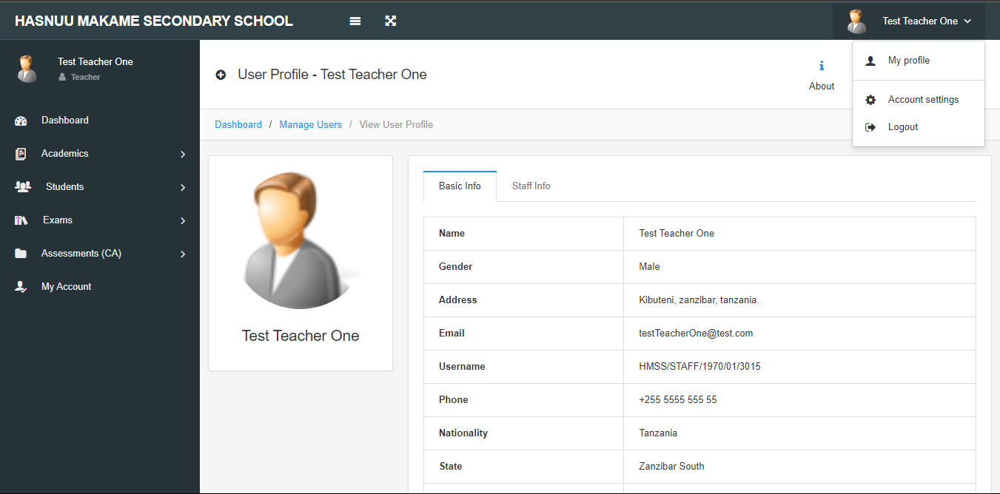 HASNUU MAKAME SECONDARY SCHOOL
Test Teacher One
Test Teacher One
Teacher
Dashboard
Academics
Students
Exams
Assessments (CA)
My Account
User Profile - Test Teacher One
About
My profile
Account settings
Logout
Dashboard / Manage Users / View User Profile
Test Teacher One
Basic Info Staff Info
Name Test Teacher One
Gender Male
Address Kibuteni, zanzibar, tanzania.
Email testTeacherOne@test.com
Username HMSS/STAFF/1970/01/3015
Phone +255 5555 555 55
Nationality Tanzania
State Zanzibar South